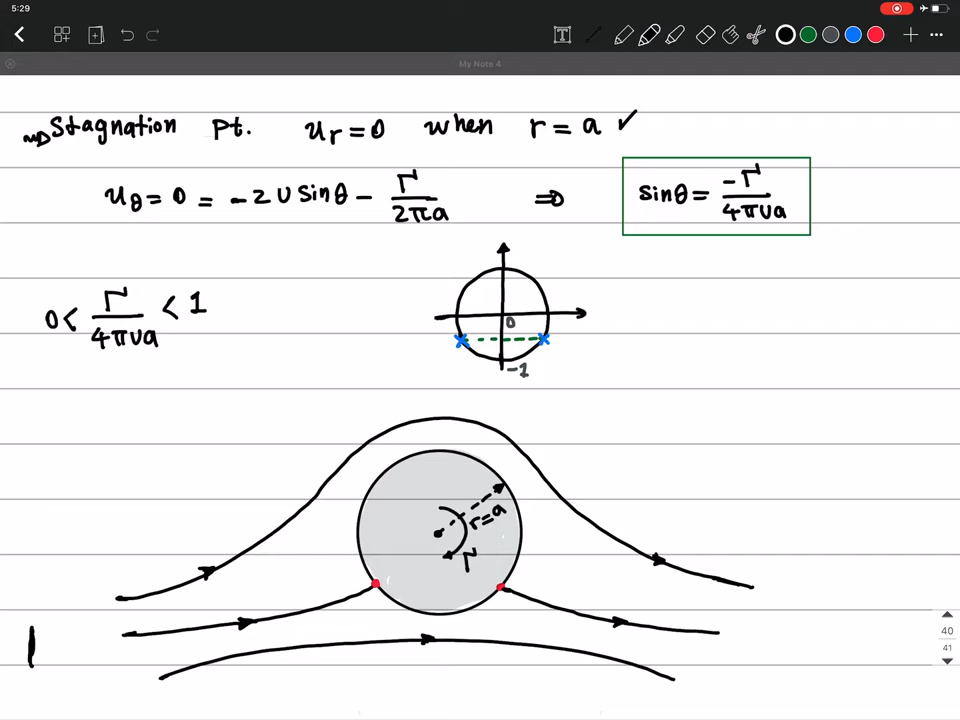 5:29
My Note 4
Stagnation Pt. u_r = 0 when r = a ✓
u_θ = 0 = -2U Sinθ - Γ/2πa ⇒ sinθ = -Γ/4πUa
0 < Γ/4πUa < 1
0
-1
r=a
Γ
40
41